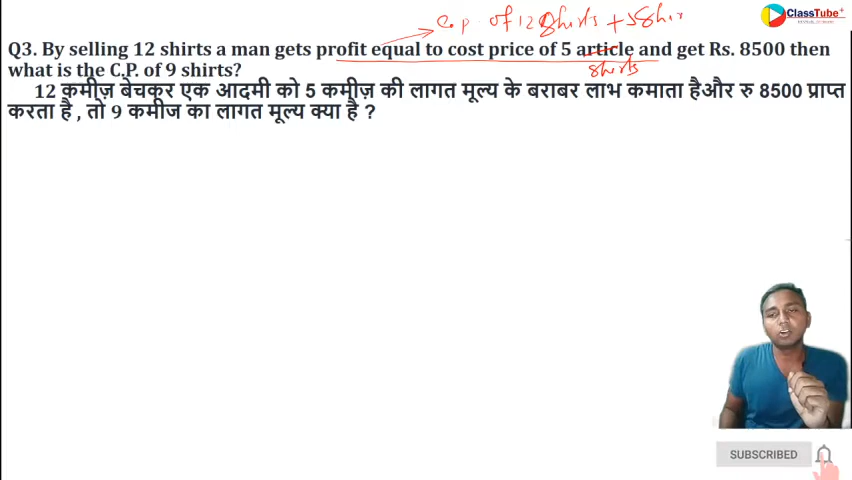 ClassTube+
C.p. of 12 Shirts + 5 Shir
Q3. By selling 12 shirts a man gets profit equal to cost price of 5 article and get Rs. 8500 then
shirts
what is the C.P. of 9 shirts?
12 कमीज़ बेचकर एक आदमी को 5 कमीज़ की लागत मूल्य के बराबर लाभ कमाता हैऔर रु 8500 प्राप्त
करता है , तो 9 कमीज का लागत मूल्य क्या है ?
SUBSCRIBED